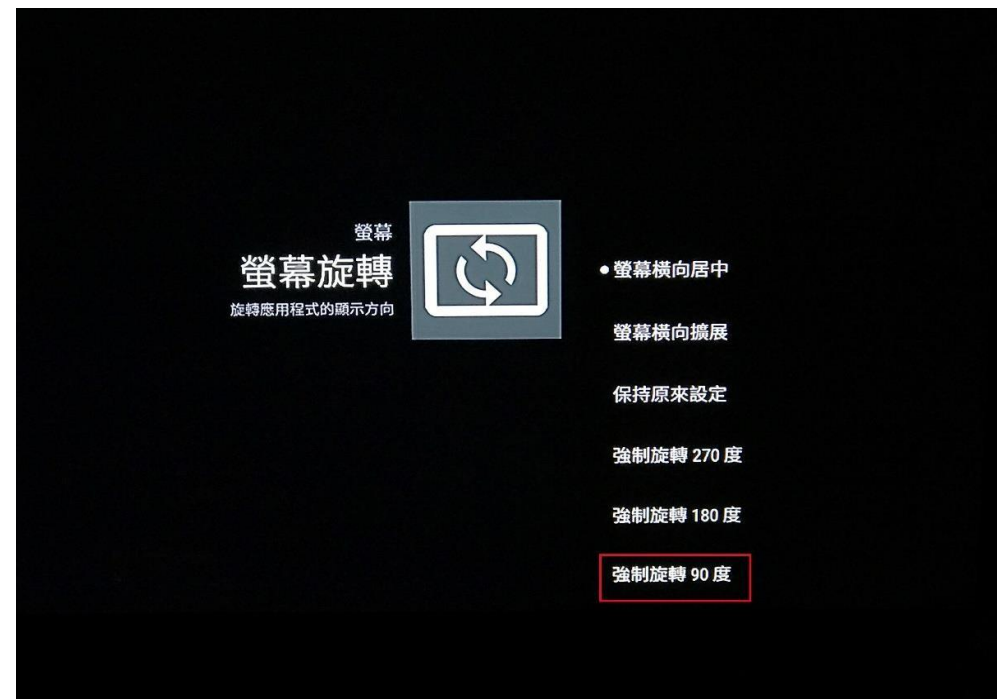 螢幕
螢幕旋轉
旋轉應用程式的顯示方向
螢幕橫向居中
螢幕橫向擴展
保持原來設定
強制旋轉 270 度
強制旋轉 180 度
強制旋轉 90 度